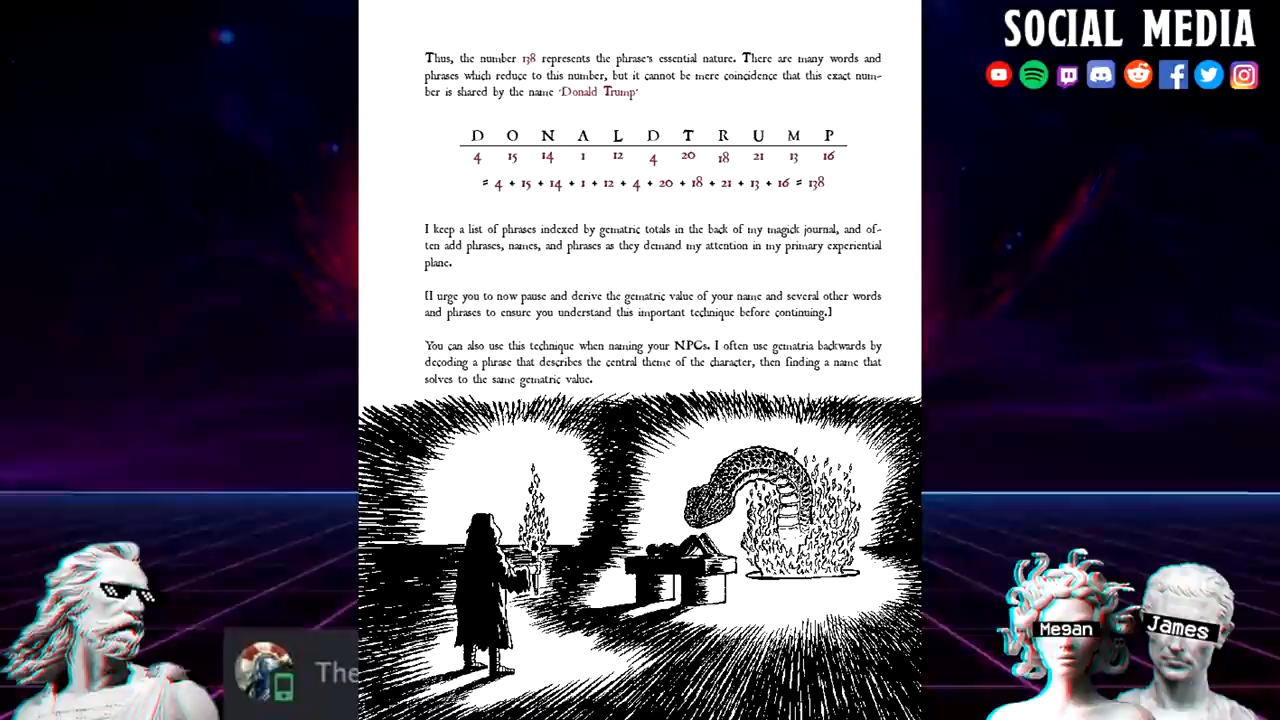 SOCIAL MEDIA
Thus, the number 138 represents the phrase's essential nature. There are many words and
phrases which reduce to this number, but it cannot be mere coincidence that this exact num-
ber is shared by the name 'Donald Trump'
D O N A L D T R U M P
4 15 14 1 12 4 20 18 21 13 16
= 4 + 15 + 14 + 1 + 12 + 4 + 20 + 18 + 21 + 13 + 16 = 138
I keep a list of phrases indexed by gematric totals in the back of my magick journal, and of-
ten add phrases, names, and phrases as they demand my attention in my primary experiential
plane.
[I urge you to now pause and derive the gematric value of your name and several other words
and phrases to ensure you understand this important technique before continuing.]
You can also use this technique when naming your NPCs. I often use gematria backwards by
decoding a phrase that describes the central theme of the character, then finding a name that
solves to the same gematric value.
The
Megan
James